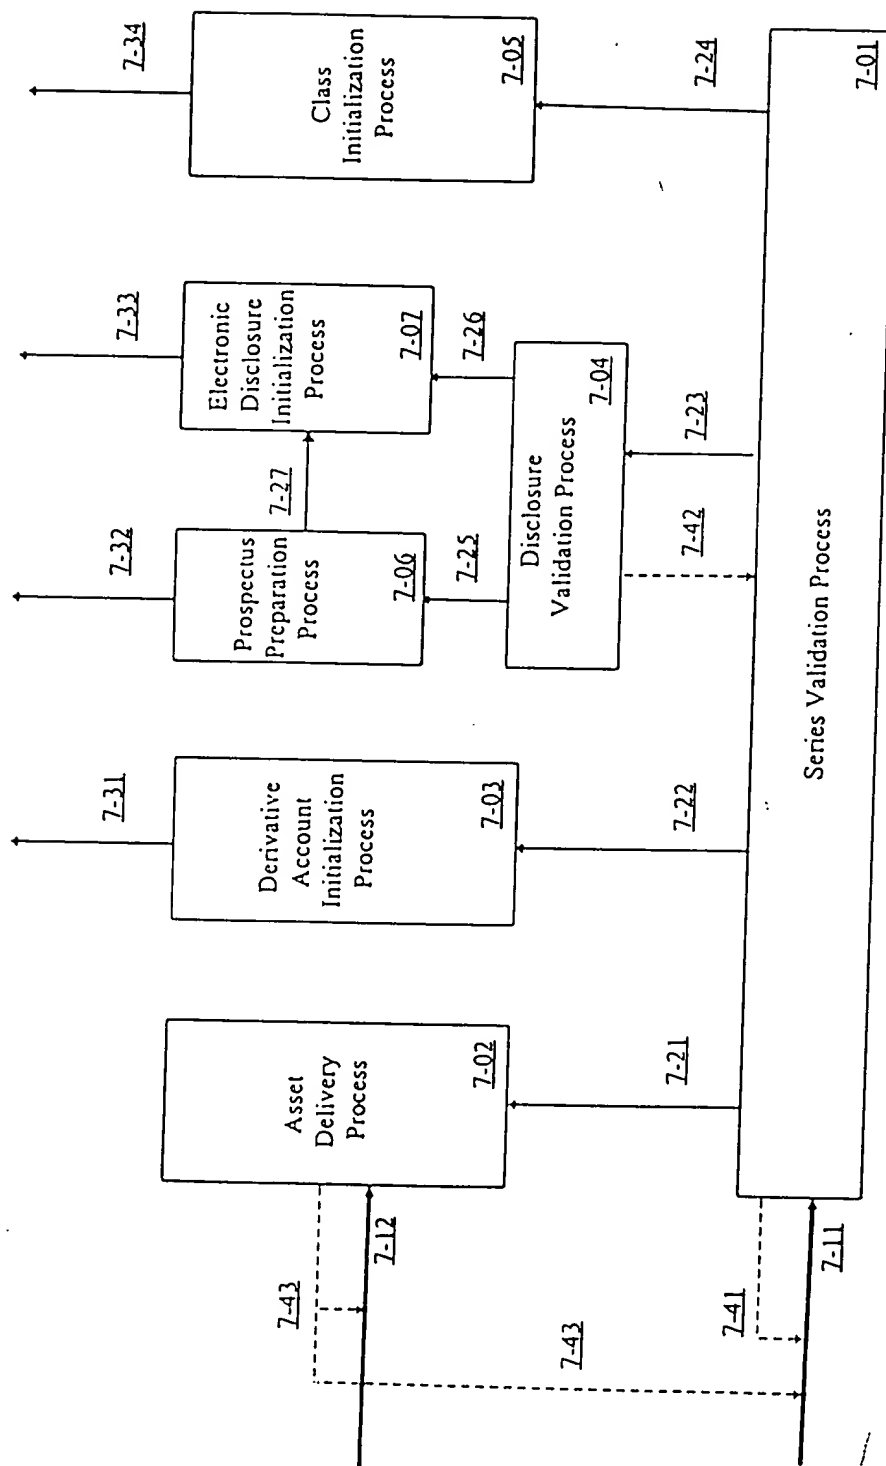 7-34
Class
Initialization
Process
7-05
7-24
7-01
7-33
Electronic
Disclosure
Initialization
Process
7-07
7-26
7-27
7-32
Prospectus
Preparation
Process
7-06
7-25
Disclosure
Validation Process
7-04
7-23
7-42
Series Validation Process
7-31
Derivative
Account
Initialization
Process
7-03
7-22
Asset
Delivery
Process
7-02
7-21
7-12
7-43
7-43
7-41
7-11